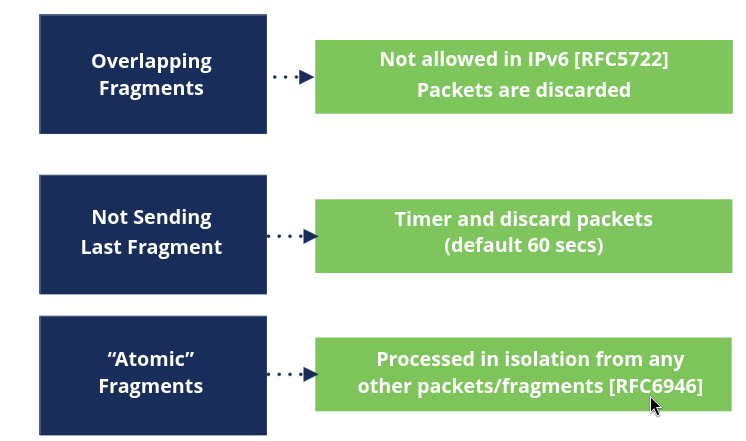 Overlapping
Fragments
Not allowed in IPv6 [RFC5722]
Packets are discarded
Not Sending
Last Fragment
Timer and discard packets
(default 60 secs)
“Atomic”
Fragments
Processed in isolation from any
other packets/fragments [RFC6946]